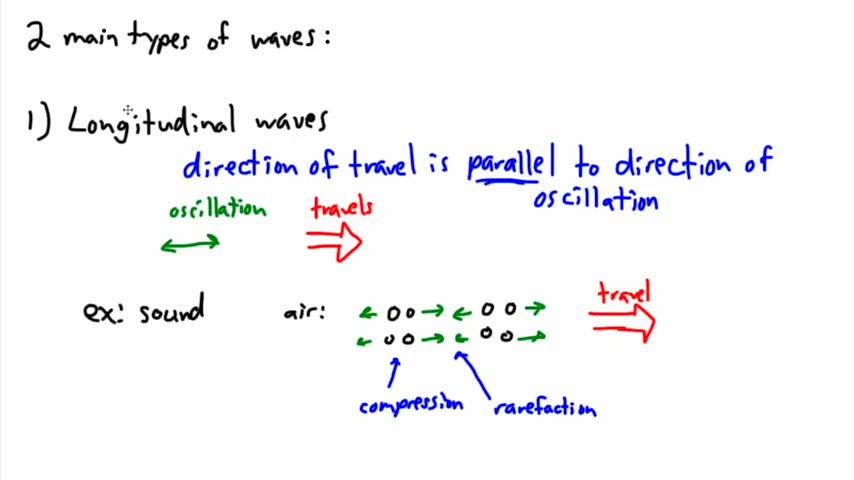 2 main types of waves:
1) Longitudinal waves
direction of travel is parallel to direction of
oscillation
oscillation travels
travel
ex: sound air:
compression rarefaction